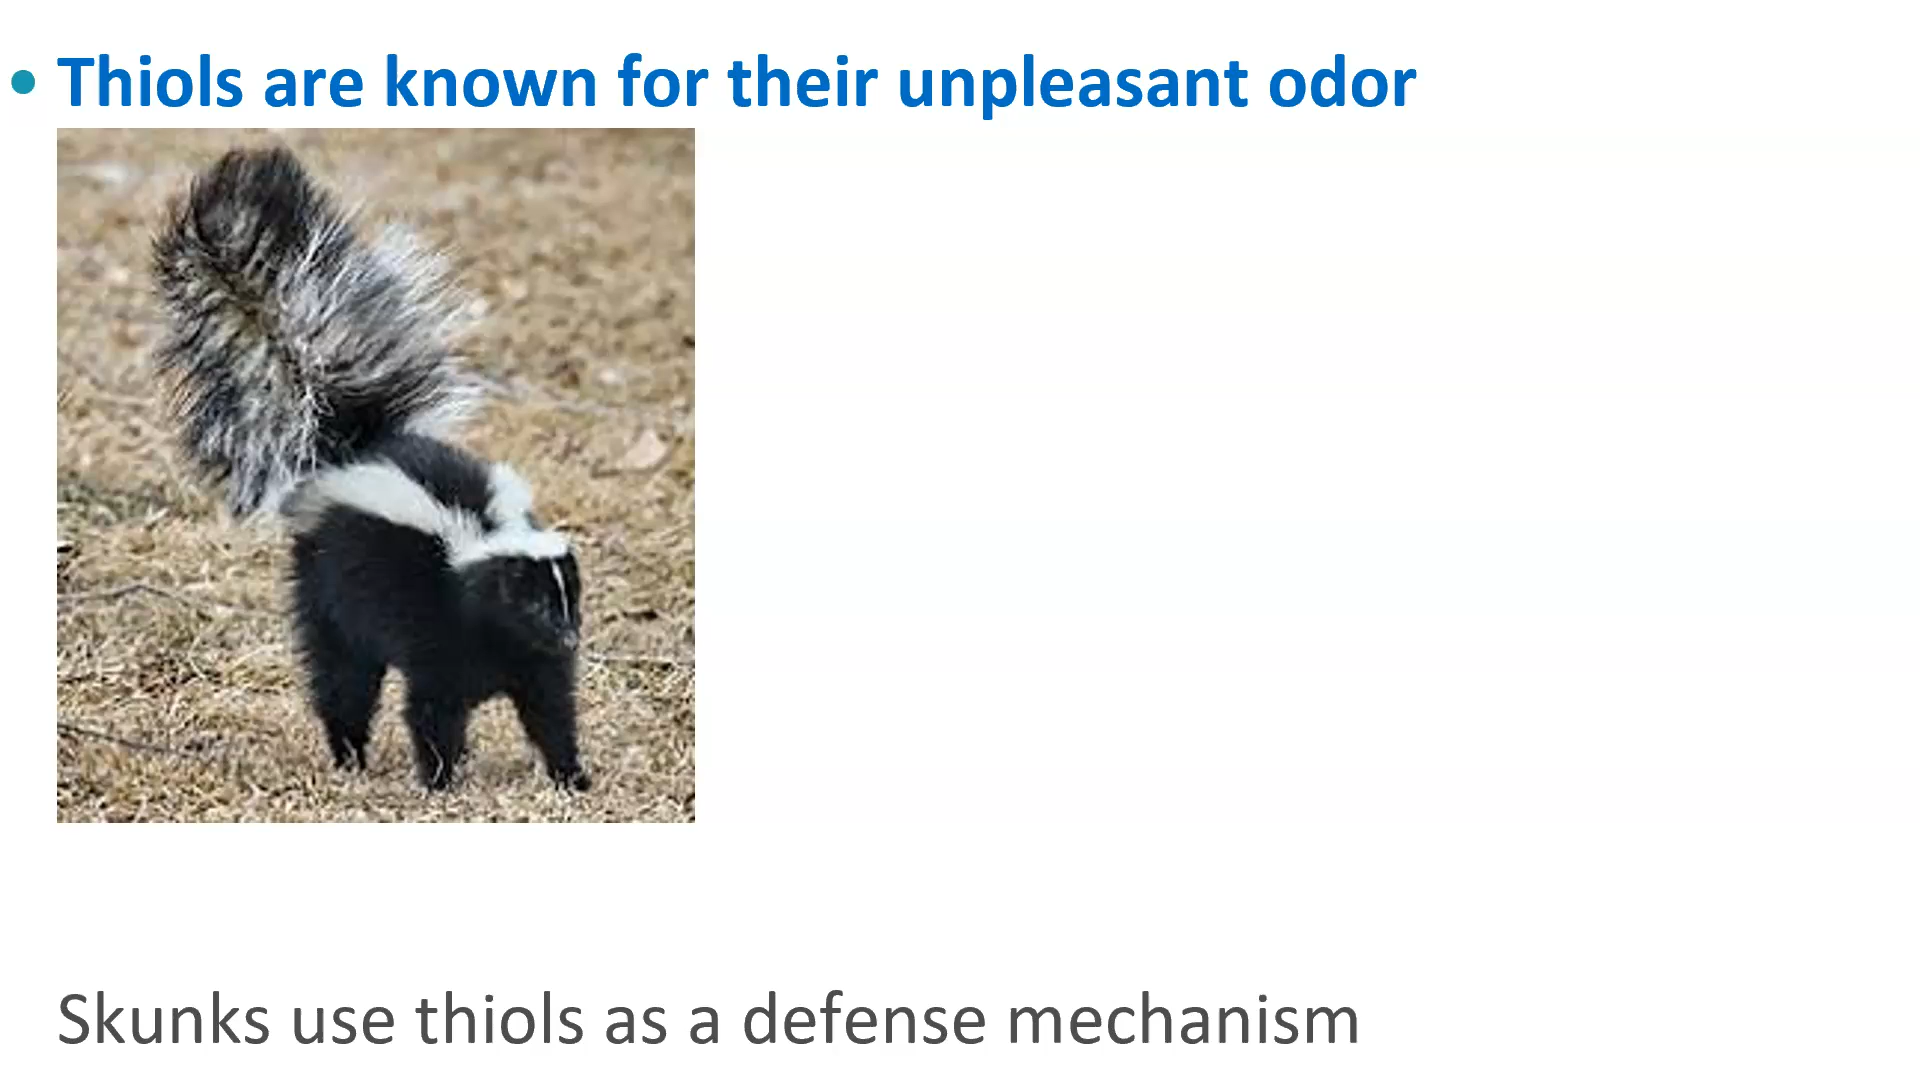 • Thiols are known for their unpleasant odor
Skunks use thiols as a defense mechanism